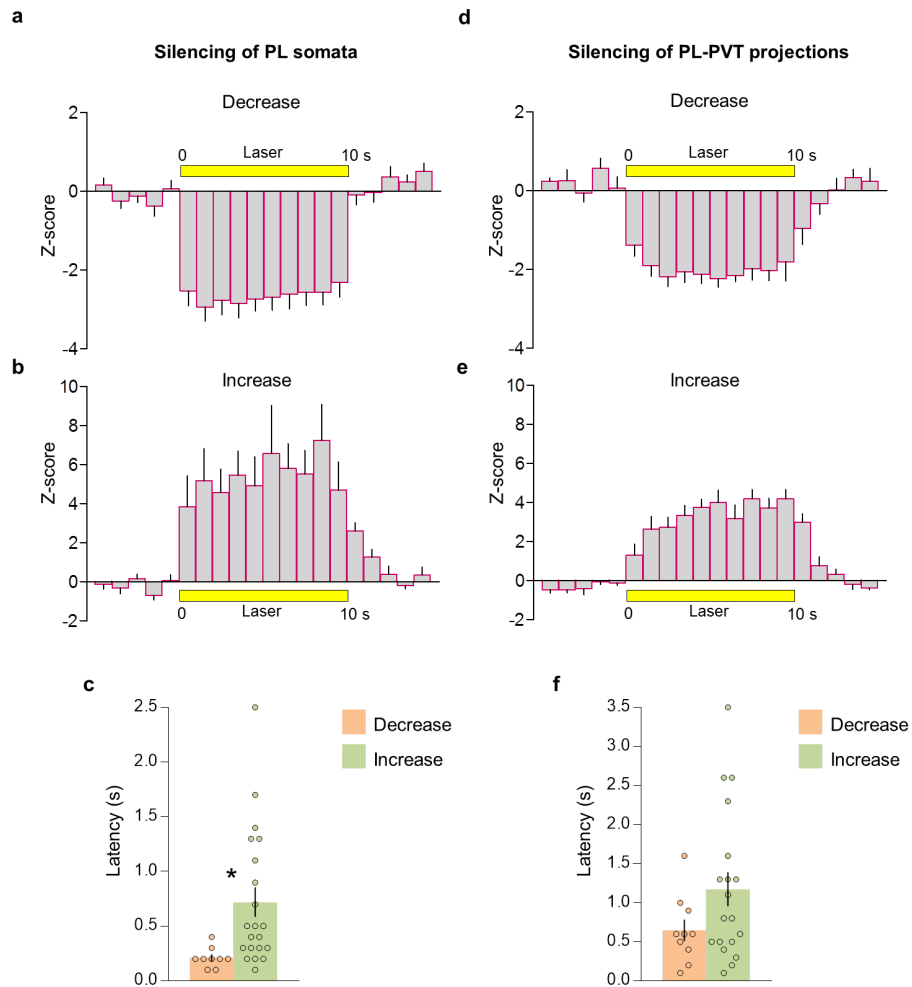 a
Silencing of PL somata
Decrease
2
0
-2
-4
Z-score
0 Laser 10 s
b
Increase
10
8
6
4
2
0
-2
Z-score
0 Laser 10 s
c
2.5
2.0
1.5
1.0
0.5
0.0
Latency (s)
*
Decrease
Increase
d
Silencing of PL-PVT projections
Decrease
2
0
-2
-4
Z-score
0 Laser 10 s
e
Increase
10
8
6
4
2
0
-2
Z-score
0 Laser 10 s
f
3.5
3.0
2.5
2.0
1.5
1.0
0.5
0.0
Latency (s)
Decrease
Increase